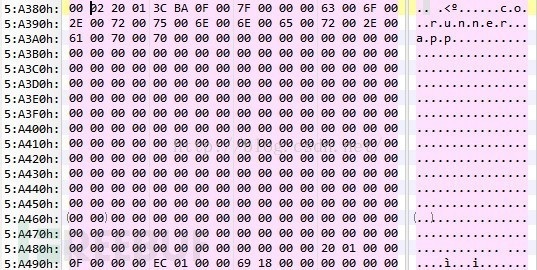 5:A380h: 00 02 20 01 3C BA 0F 00 7F 00 00 00 63 00 6F 00 .. .<º......c.o.
5:A390h: 2E 00 72 00 75 00 6E 00 6E 00 65 00 72 00 2E 00 ..r.u.n.n.e.r...
5:A3A0h: 61 00 70 00 70 00 00 00 00 00 00 00 00 00 00 00 a.p.p...........
5:A3B0h: 00 00 00 00 00 00 00 00 00 00 00 00 00 00 00 00 ................
5:A3C0h: 00 00 00 00 00 00 00 00 00 00 00 00 00 00 00 00 ................
5:A3D0h: 00 00 00 00 00 00 00 00 00 00 00 00 00 00 00 00 ................
5:A3E0h: 00 00 00 00 00 00 00 00 00 00 00 00 00 00 00 00 ................
5:A3F0h: 00 00 00 00 00 00 00 00 00 00 00 00 00 00 00 00 ................
5:A400h: 00 00 00 00 00 00 00 00 00 00 00 00 00 00 00 00 ................
5:A410h: 00 00 00 00 00 00 00 00 00 00 00 00 00 00 00 00 ................
5:A420h: 00 00 00 00 00 00 00 00 00 00 00 00 00 00 00 00 ................
5:A430h: 00 00 00 00 00 00 00 00 00 00 00 00 00 00 00 00 ................
5:A440h: 00 00 00 00 00 00 00 00 00 00 00 00 00 00 00 00 ................
5:A450h: 00 00 00 00 00 00 00 00 00 00 00 00 00 00 00 00 ................
5:A460h: 00 00 00 00 00 00 00 00 00 00 00 00 00 00 00 00 ................
5:A470h: 00 00 00 00 00 00 00 00 00 00 00 00 00 00 00 00 ................
5:A480h: 00 00 00 00 00 00 00 00 00 00 00 00 20 01 00 00 ............ ...
5:A490h: 0F 00 00 00 EC 01 00 00 69 18 00 00 00 00 00 00 ....ì...i.......